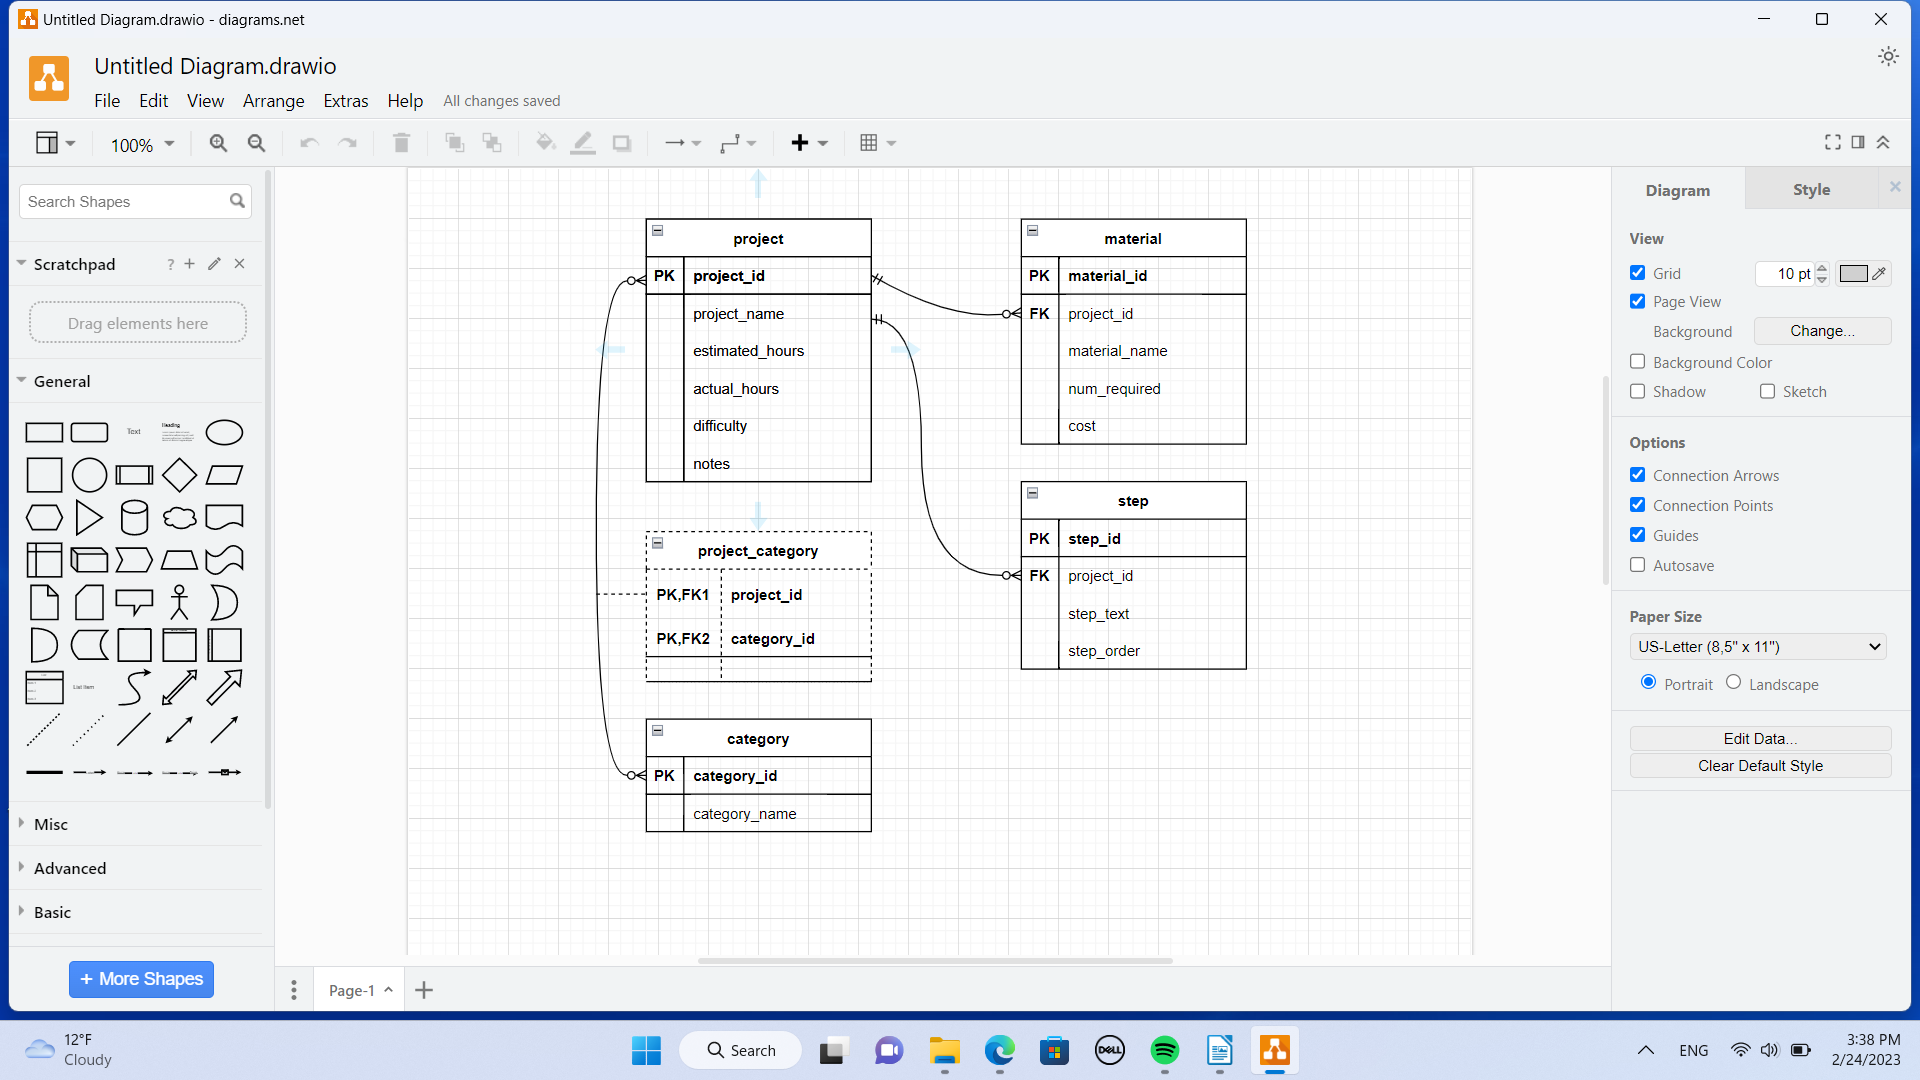 Untitled Diagram.drawio - diagrams.net
Untitled Diagram.drawio
File Edit View Arrange Extras Help All changes saved
100%
Search Shapes
Scratchpad ?
Drag elements here
General
Text
Heading
List Item
Misc
Advanced
Basic
+ More Shapes
project
PK project_id
project_name
estimated_hours
actual_hours
difficulty
notes
project_category
PK,FK1 project_id
PK,FK2 category_id
category
PK category_id
category_name
material
PK material_id
FK project_id
material_name
num_required
cost
step
PK step_id
FK project_id
step_text
step_order
Page-1
Diagram Style
View
Grid 10 pt
Page View
Background Change...
Background Color
Shadow Sketch
Options
Connection Arrows
Connection Points
Guides
Autosave
Paper Size
US-Letter (8,5" x 11")
Portrait Landscape
Edit Data...
Clear Default Style
12°F
Cloudy
Search
DELL
ENG
3:38 PM
2/24/2023